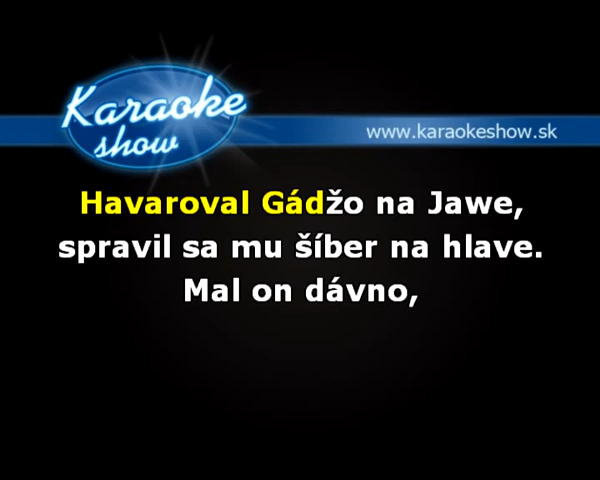 Karaoke
show
www.karaokeshow.sk
Havaroval Gádžo na Jawe,
spravil sa mu šíber na hlave.
Mal on dávno,